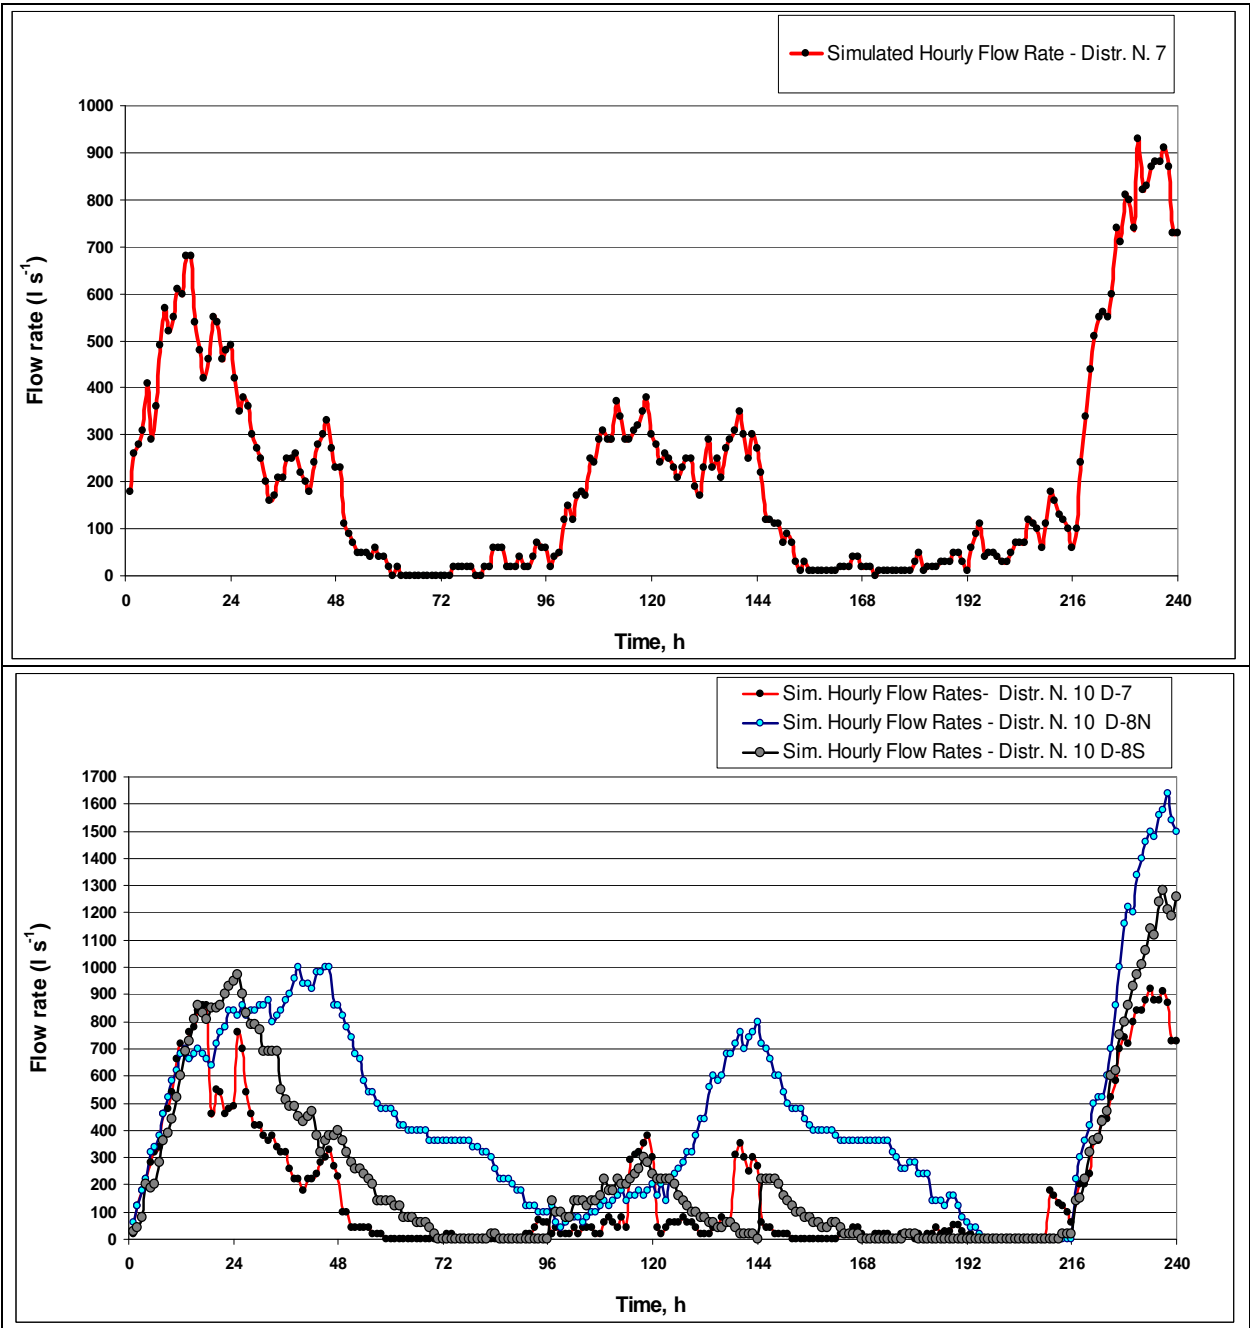 Simulated Hourly Flow Rate - Distr. N. 7
1000
900
800
700
600
500
400
300
200
100
0
Flow rate (l s-1)
0 24 48 72 96 120 144 168 192 216 240
Time, h
Sim. Hourly Flow Rates- Distr. N. 10 D-7
Sim. Hourly Flow Rates - Distr. N. 10 D-8N
Sim. Hourly Flow Rates - Distr. N. 10 D-8S
1700
1600
1500
1400
1300
1200
1100
1000
900
800
700
600
500
400
300
200
100
0
Flow rate (l s-1)
0 24 48 72 96 120 144 168 192 216 240
Time, h